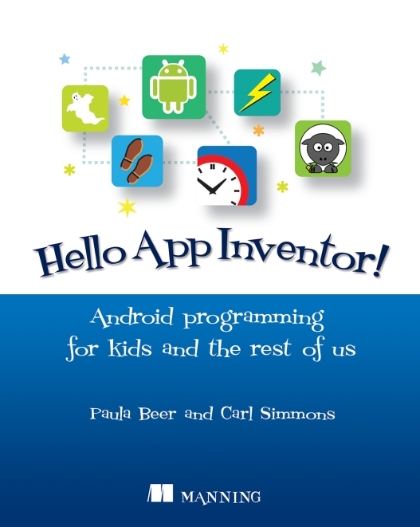 Hello App Inventor!
Android programming
for kids and the rest of us
Paula Beer and Carl Simmons
MANNING